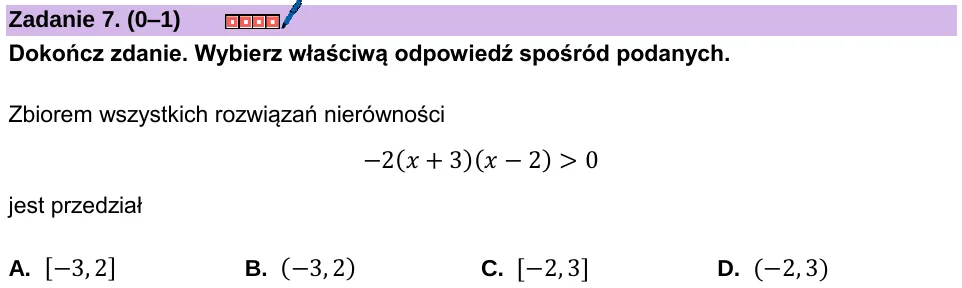 Zadanie 7. (0–1)
Dokończ zdanie. Wybierz właściwą odpowiedź spośród podanych.
Zbiorem wszystkich rozwiązań nierówności
−2(x + 3)(x − 2) > 0
jest przedział
A. [−3, 2] B. (−3, 2) C. [−2, 3] D. (−2, 3)